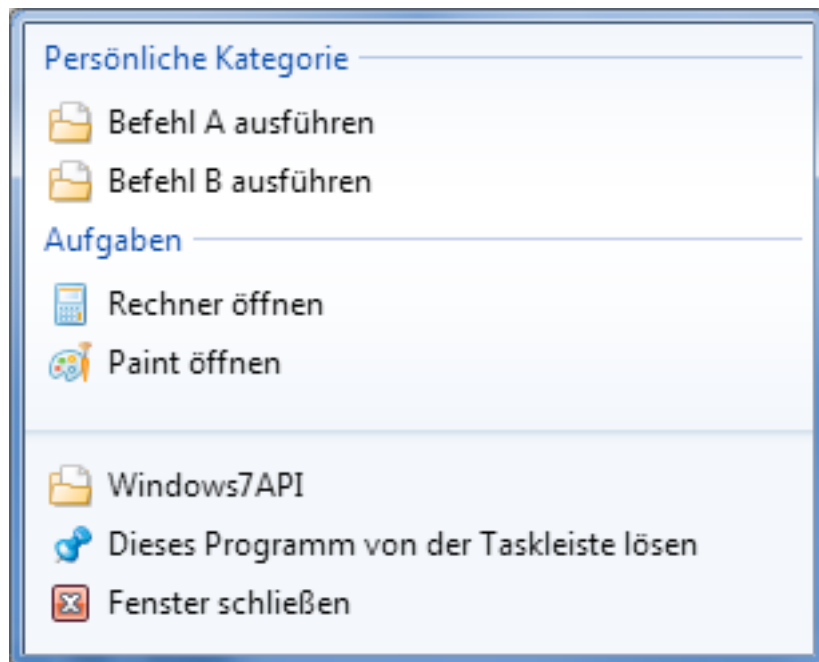 Persönliche Kategorie
Befehl A ausführen
Befehl B ausführen
Aufgaben
Rechner öffnen
Paint öffnen
Windows7API
Dieses Programm von der Taskleiste lösen
Fenster schließen